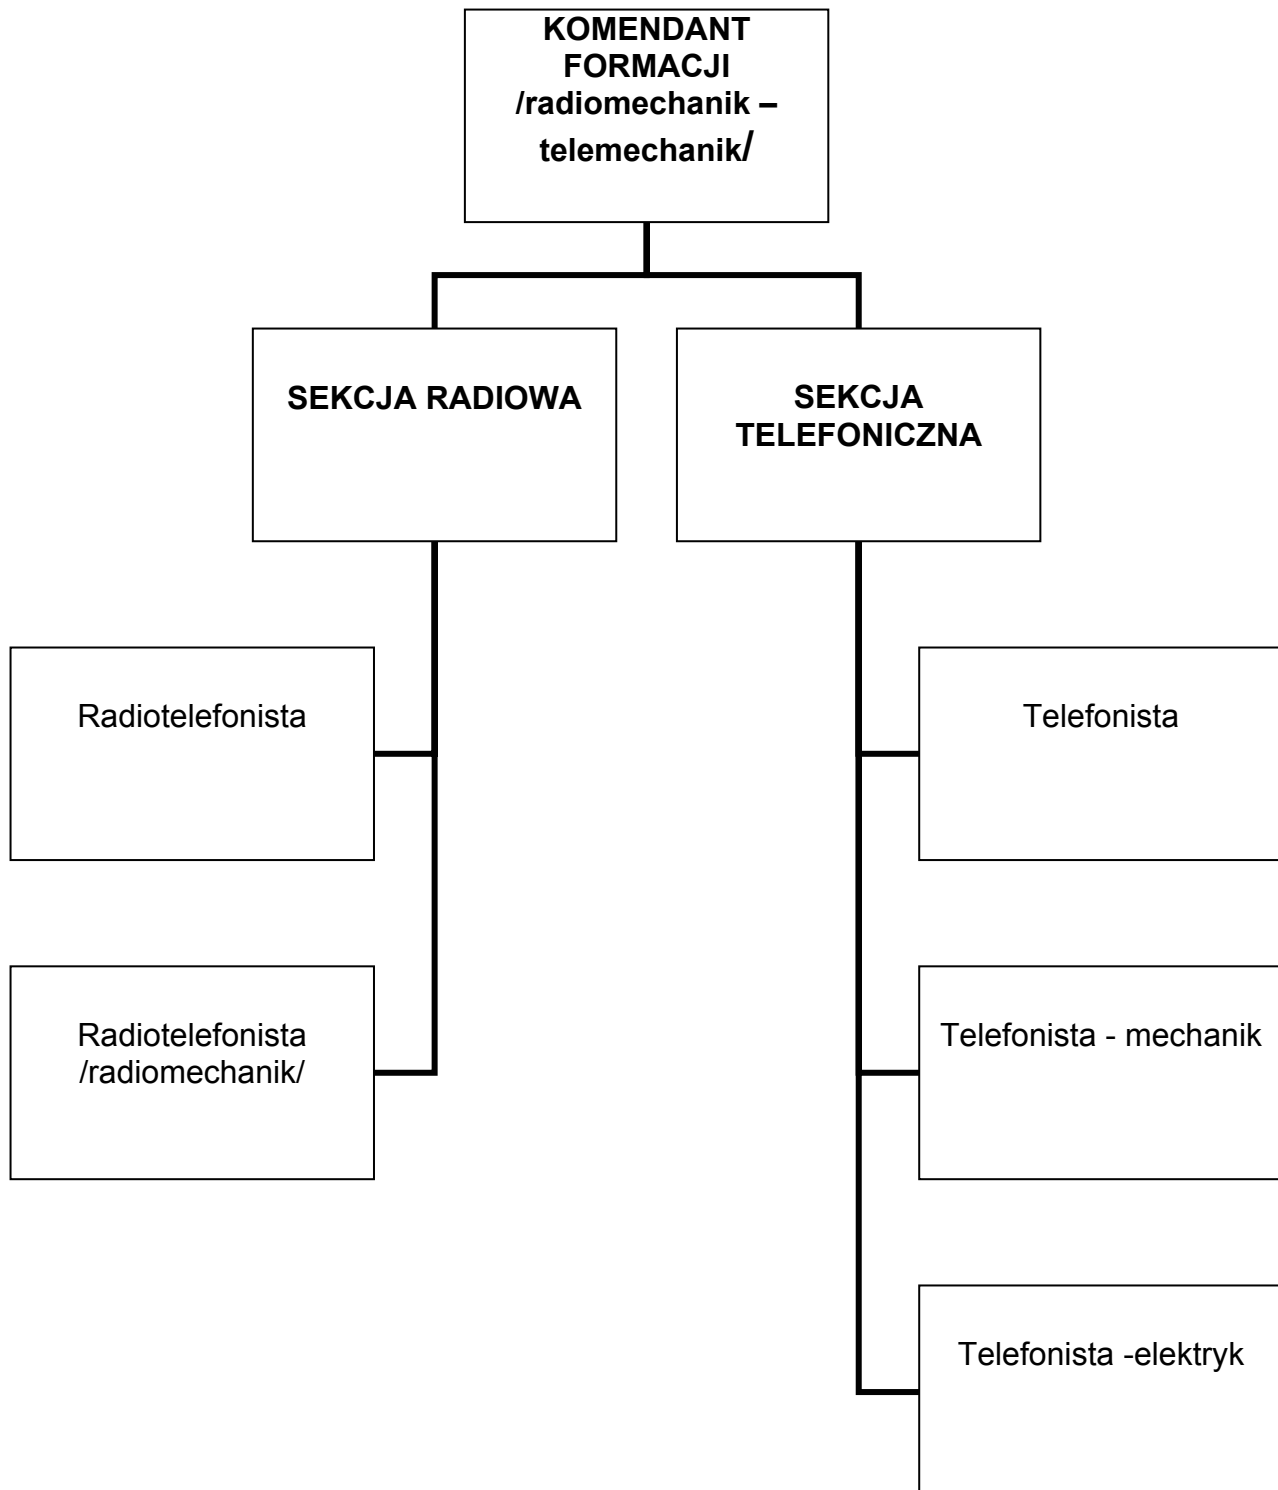 KOMENDANT
FORMACJI
/radiomechanik –
telemechanik/
SEKCJA RADIOWA
SEKCJA
TELEFONICZNA
Radiotelefonista
Telefonista
Radiotelefonista
/radiomechanik/
Telefonista - mechanik
Telefonista -elektryk